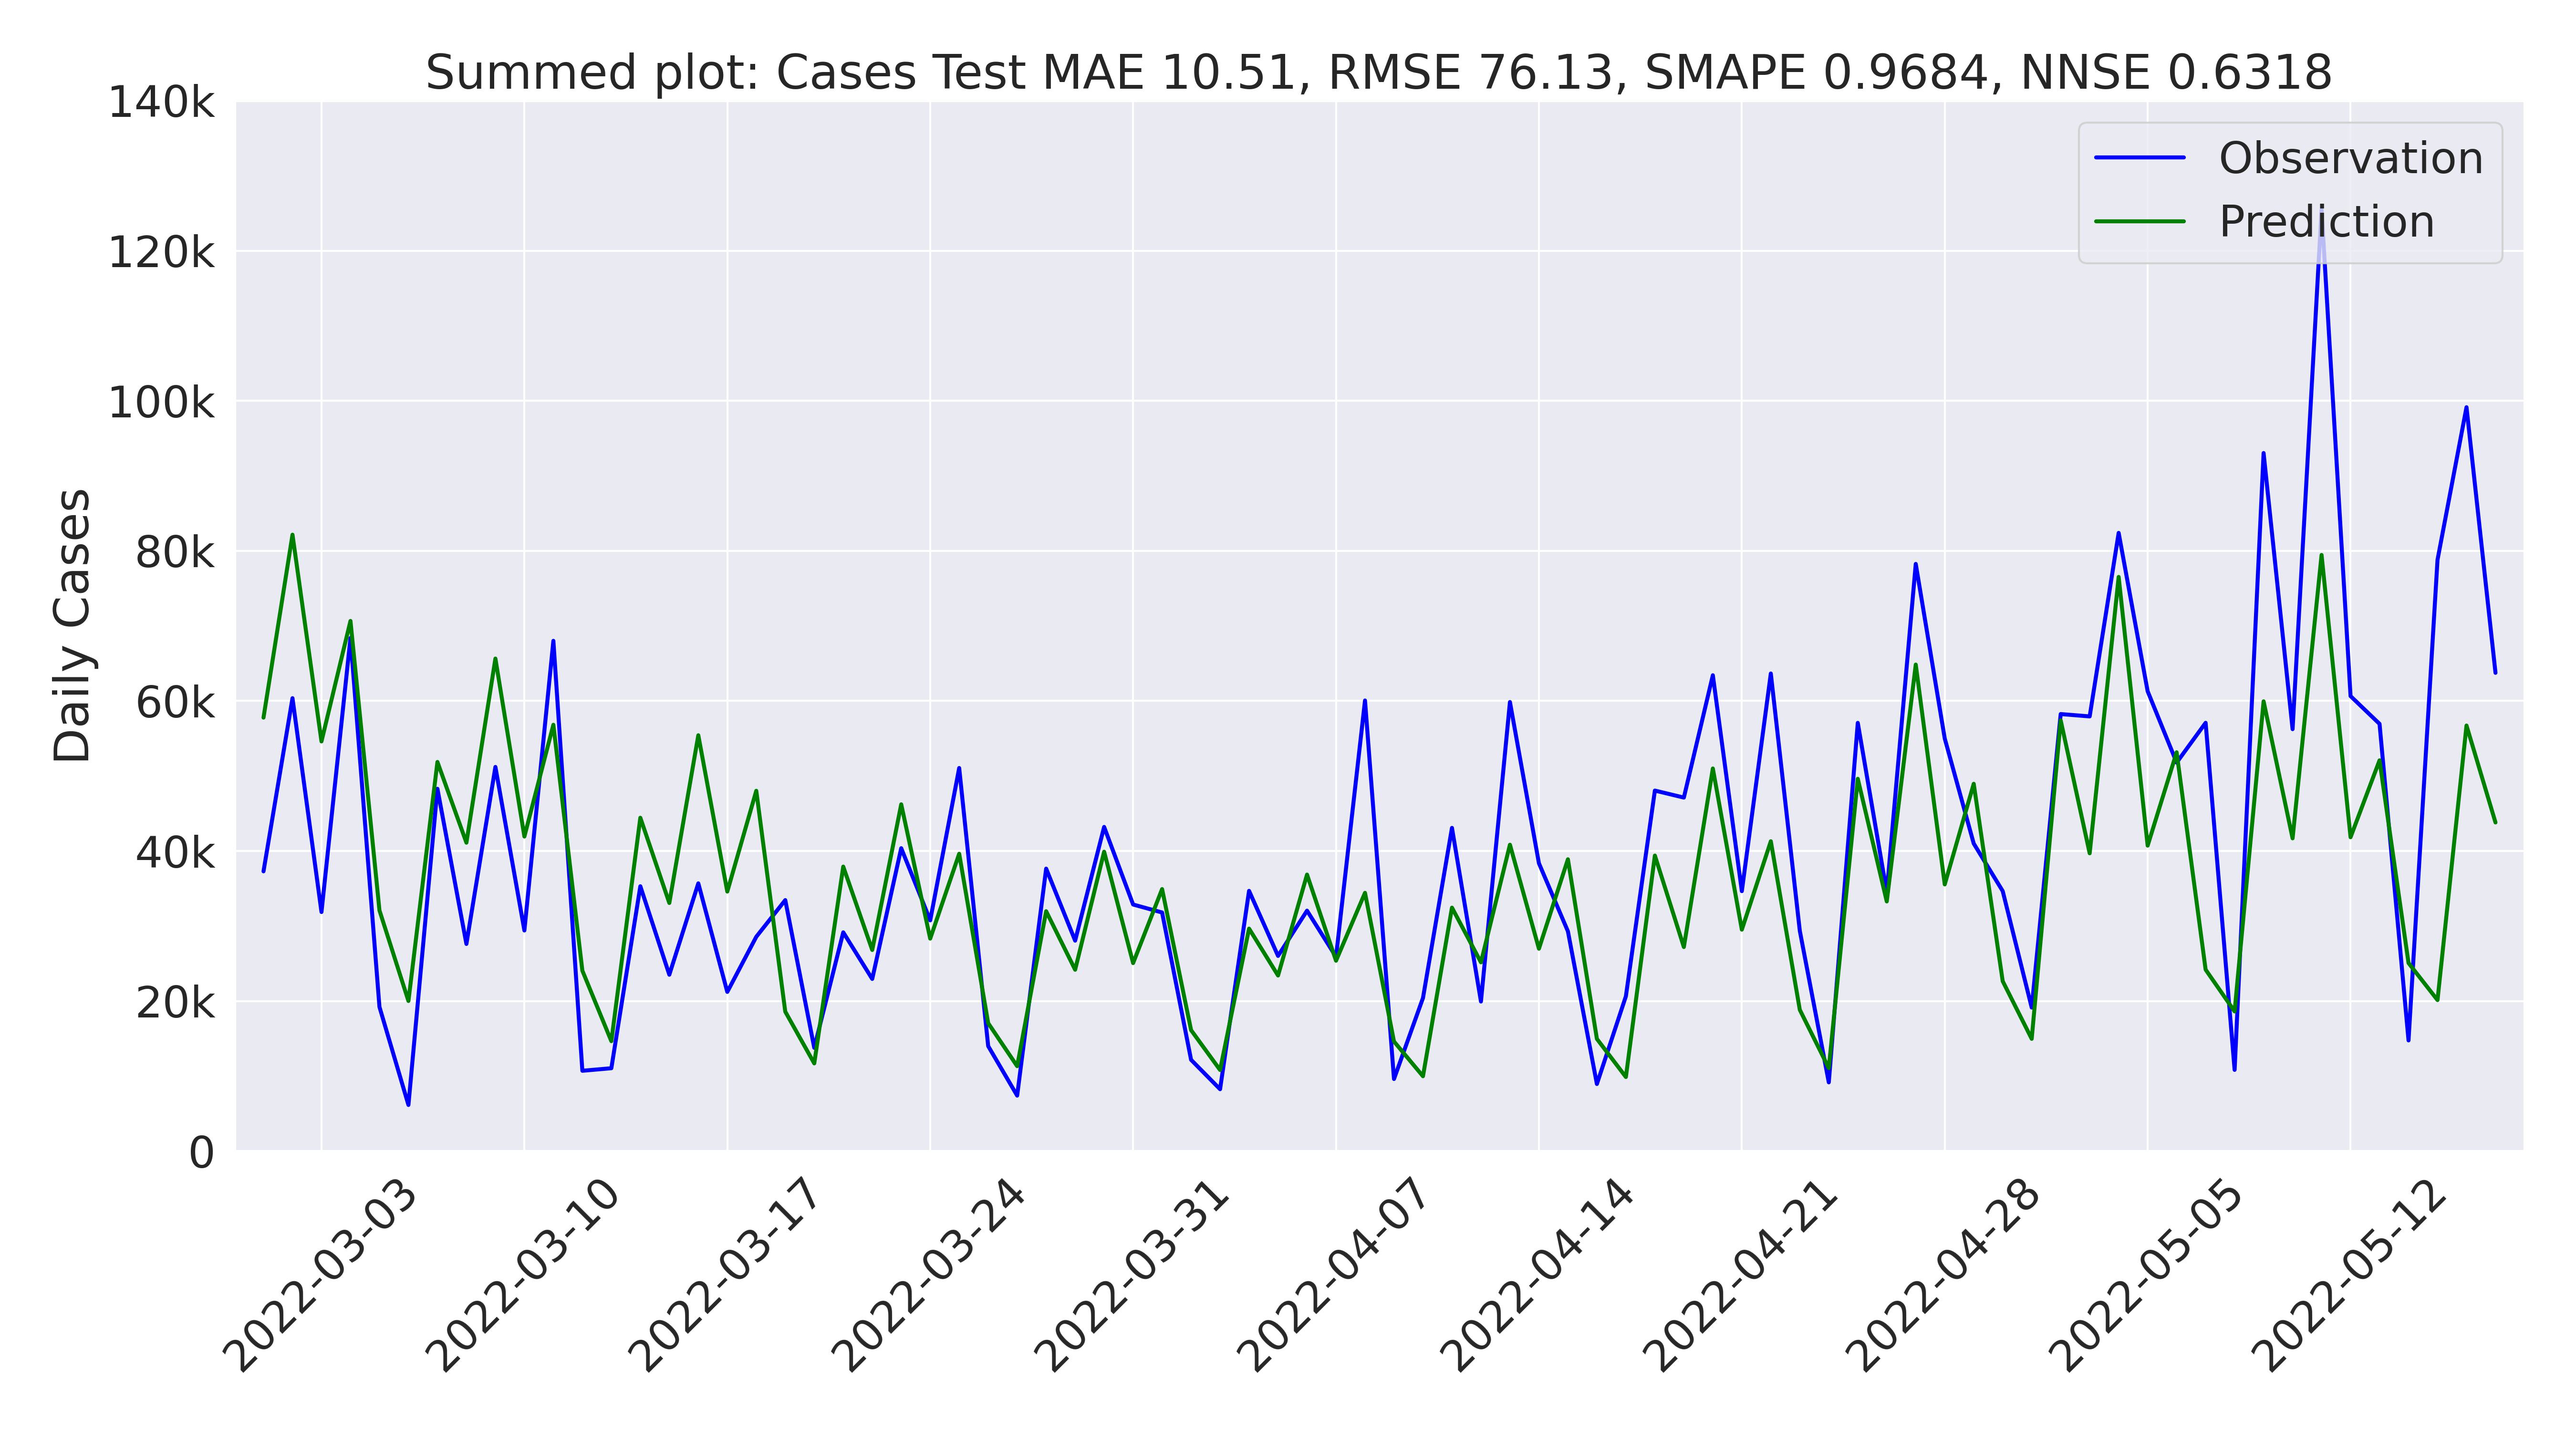 Summed plot: Cases Test MAE 10.51, RMSE 76.13, SMAPE 0.9684, NNSE 0.6318
140k
120k
100k
80k
60k
40k
20k
0
Daily Cases
Observation
Prediction
2022-03-03
2022-03-10
2022-03-17
2022-03-24
2022-03-31
2022-04-07
2022-04-14
2022-04-21
2022-04-28
2022-05-05
2022-05-12